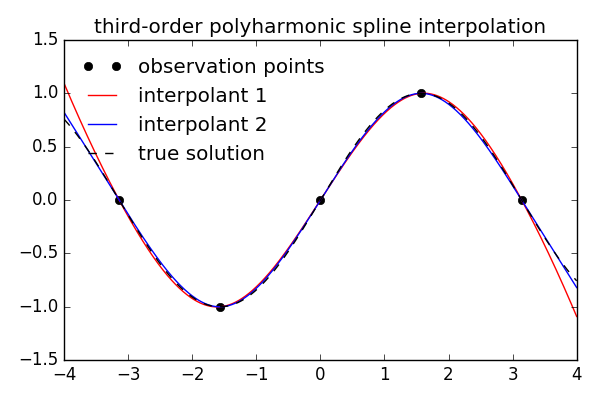 third-order polyharmonic spline interpolation
1.5
1.0
0.5
0.0
−0.5
−1.0
−1.5
observation points
interpolant 1
interpolant 2
true solution
−4 −3 −2 −1 0 1 2 3 4